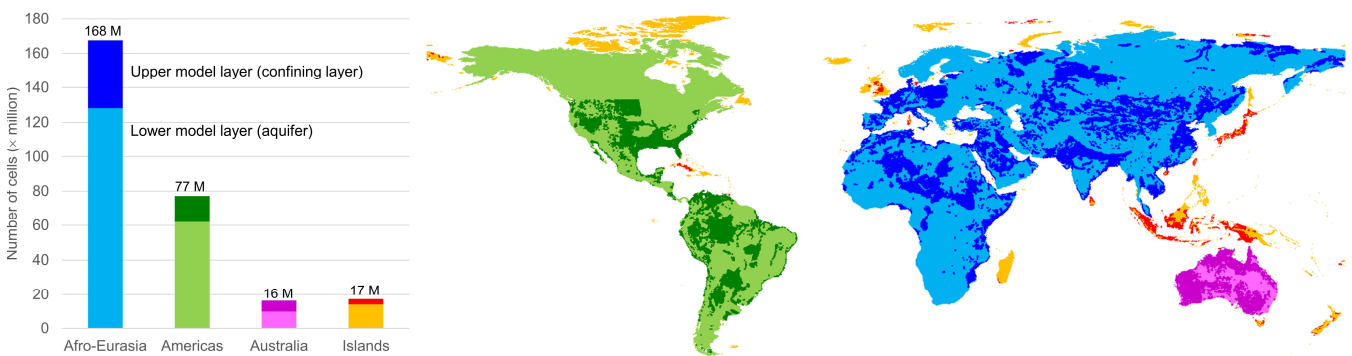 Number of cells (× million)
180
160
140
120
100
80
60
40
20
0
168 M
Upper model layer (confining layer)
Lower model layer (aquifer)
77 M
16 M
17 M
Afro-Eurasia
Americas
Australia
Islands